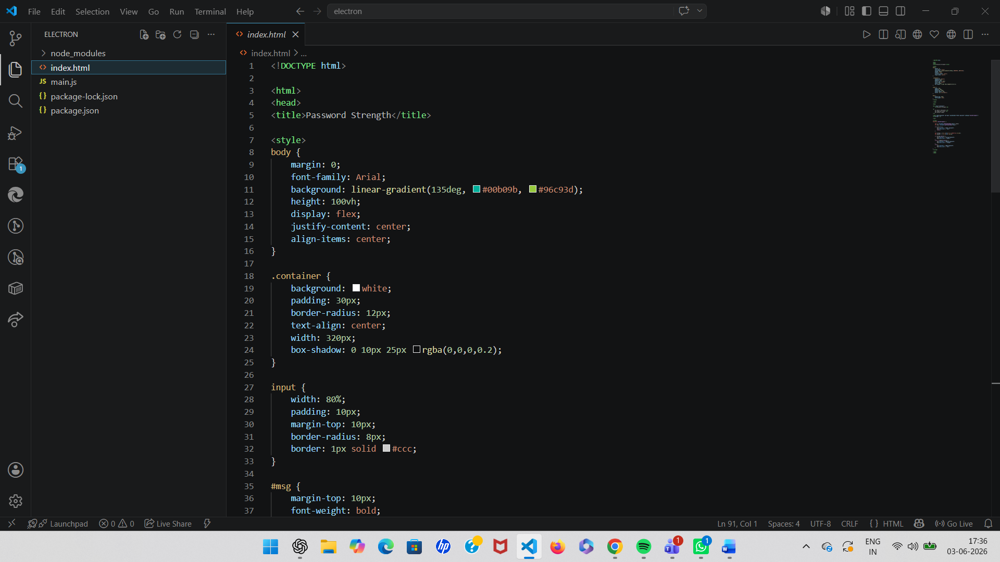 File Edit Selection View Go Run Terminal Help
electron
ELECTRON
node_modules
index.html
JS main.js
{} package-lock.json
{} package.json
1
index.html
index.html > ...
1 <!DOCTYPE html>
2
3 <html>
4 <head>
5 <title>Password Strength</title>
6
7 <style>
8 body {
9 margin: 0;
10 font-family: Arial;
11 background: linear-gradient(135deg, #00b09b, #96c93d);
12 height: 100vh;
13 display: flex;
14 justify-content: center;
15 align-items: center;
16 }
17
18 .container {
19 background: white;
20 padding: 30px;
21 border-radius: 12px;
22 text-align: center;
23 width: 320px;
24 box-shadow: 0 10px 25px rgba(0,0,0,0.2);
25 }
26
27 input {
28 width: 80%;
29 padding: 10px;
30 margin-top: 10px;
31 border-radius: 8px;
32 border: 1px solid #ccc;
33 }
34
35 #msg {
36 margin-top: 10px;
37 font-weight: bold;
Launchpad 0 0 Live Share
Ln 91, Col 1 Spaces: 4 UTF-8 CRLF {} HTML Go Live
hp
?
W
T
1
1
ENG
IN
17:36
03-06-2026